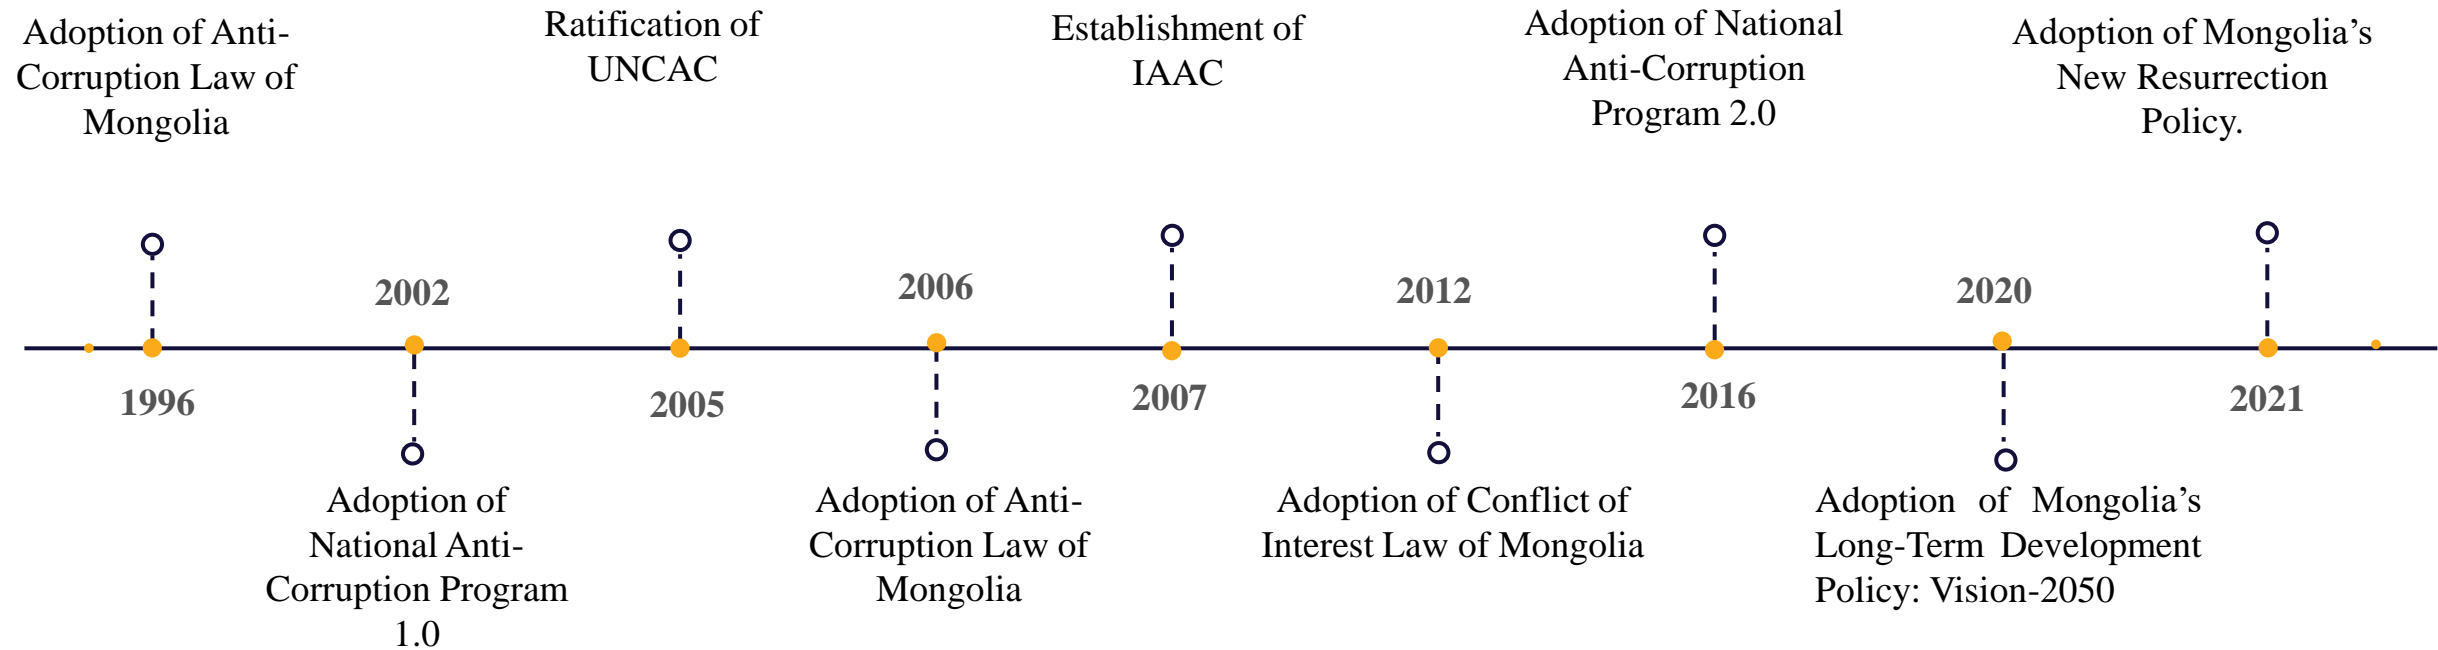 Adoption of Anti-
Corruption Law of
Mongolia
1996
2002
Adoption of
National Anti-
Corruption Program
1.0
Ratification of
UNCAC
2005
2006
Adoption of Anti-
Corruption Law of
Mongolia
Establishment of
IAAC
2007
2012
Adoption of Conflict of
Interest Law of Mongolia
Adoption of National
Anti-Corruption
Program 2.0
2016
2020
Adoption of Mongolia’s
Long-Term Development
Policy: Vision-2050
Adoption of Mongolia’s
New Resurrection
Policy.
2021